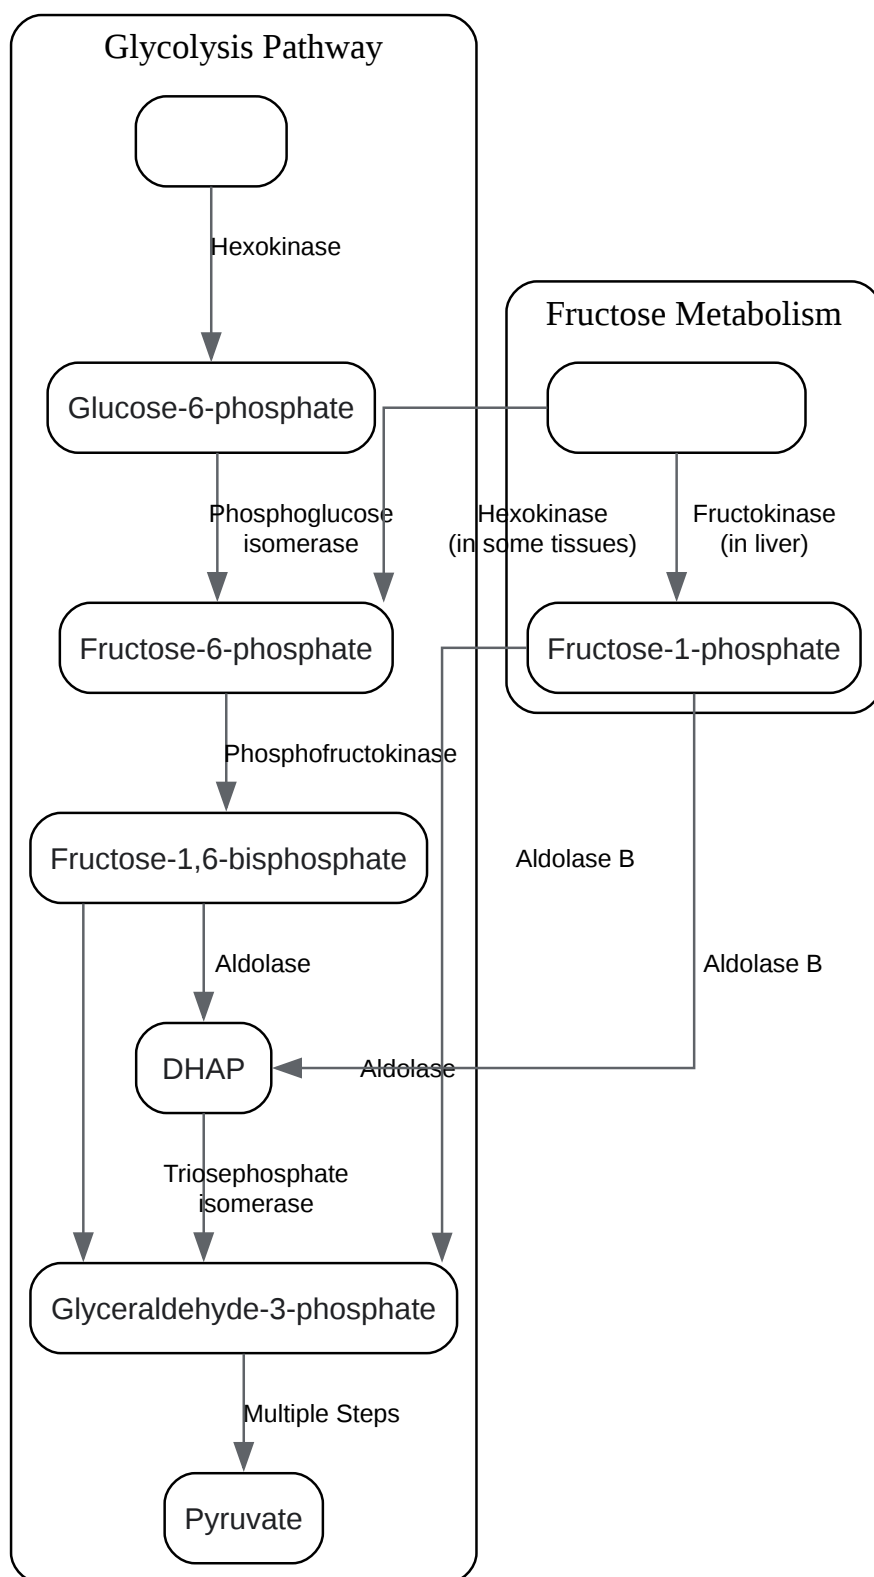 Glycolysis Pathway
Hexokinase
Fructose Metabolism
Glucose-6-phosphate
Phosphoglucose
isomerase
Hexokinase
(in some tissues)
Fructokinase
(in liver)
Fructose-6-phosphate
Fructose-1-phosphate
Phosphofructokinase
Fructose-1,6-bisphosphate
Aldolase B
Aldolase
Aldolase B
DHAP
Aldolase
Triosephosphate
isomerase
Glyceraldehyde-3-phosphate
Multiple Steps
Pyruvate